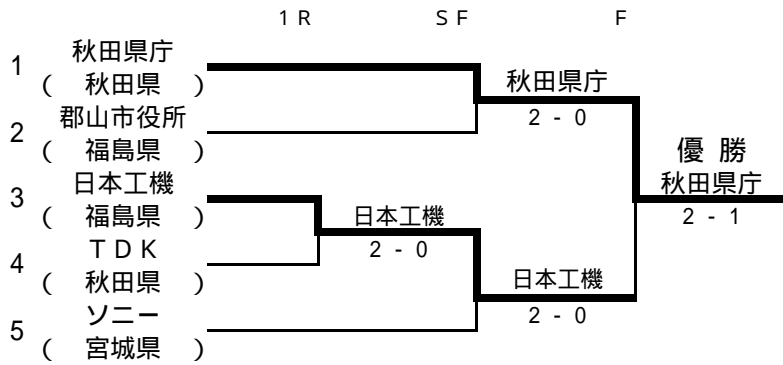 1R SF F
1 秋田県庁
( 秋田県 )
2 郡山市役所
( 福島県 )
3 日本工機
( 福島県 )
4 TDK
( 秋田県 )
5 ソニー
( 宮城県 )
日本工機
2 - 0
秋田県庁
2 - 0
日本工機
2 - 0
優 勝
秋田県庁
2 - 1